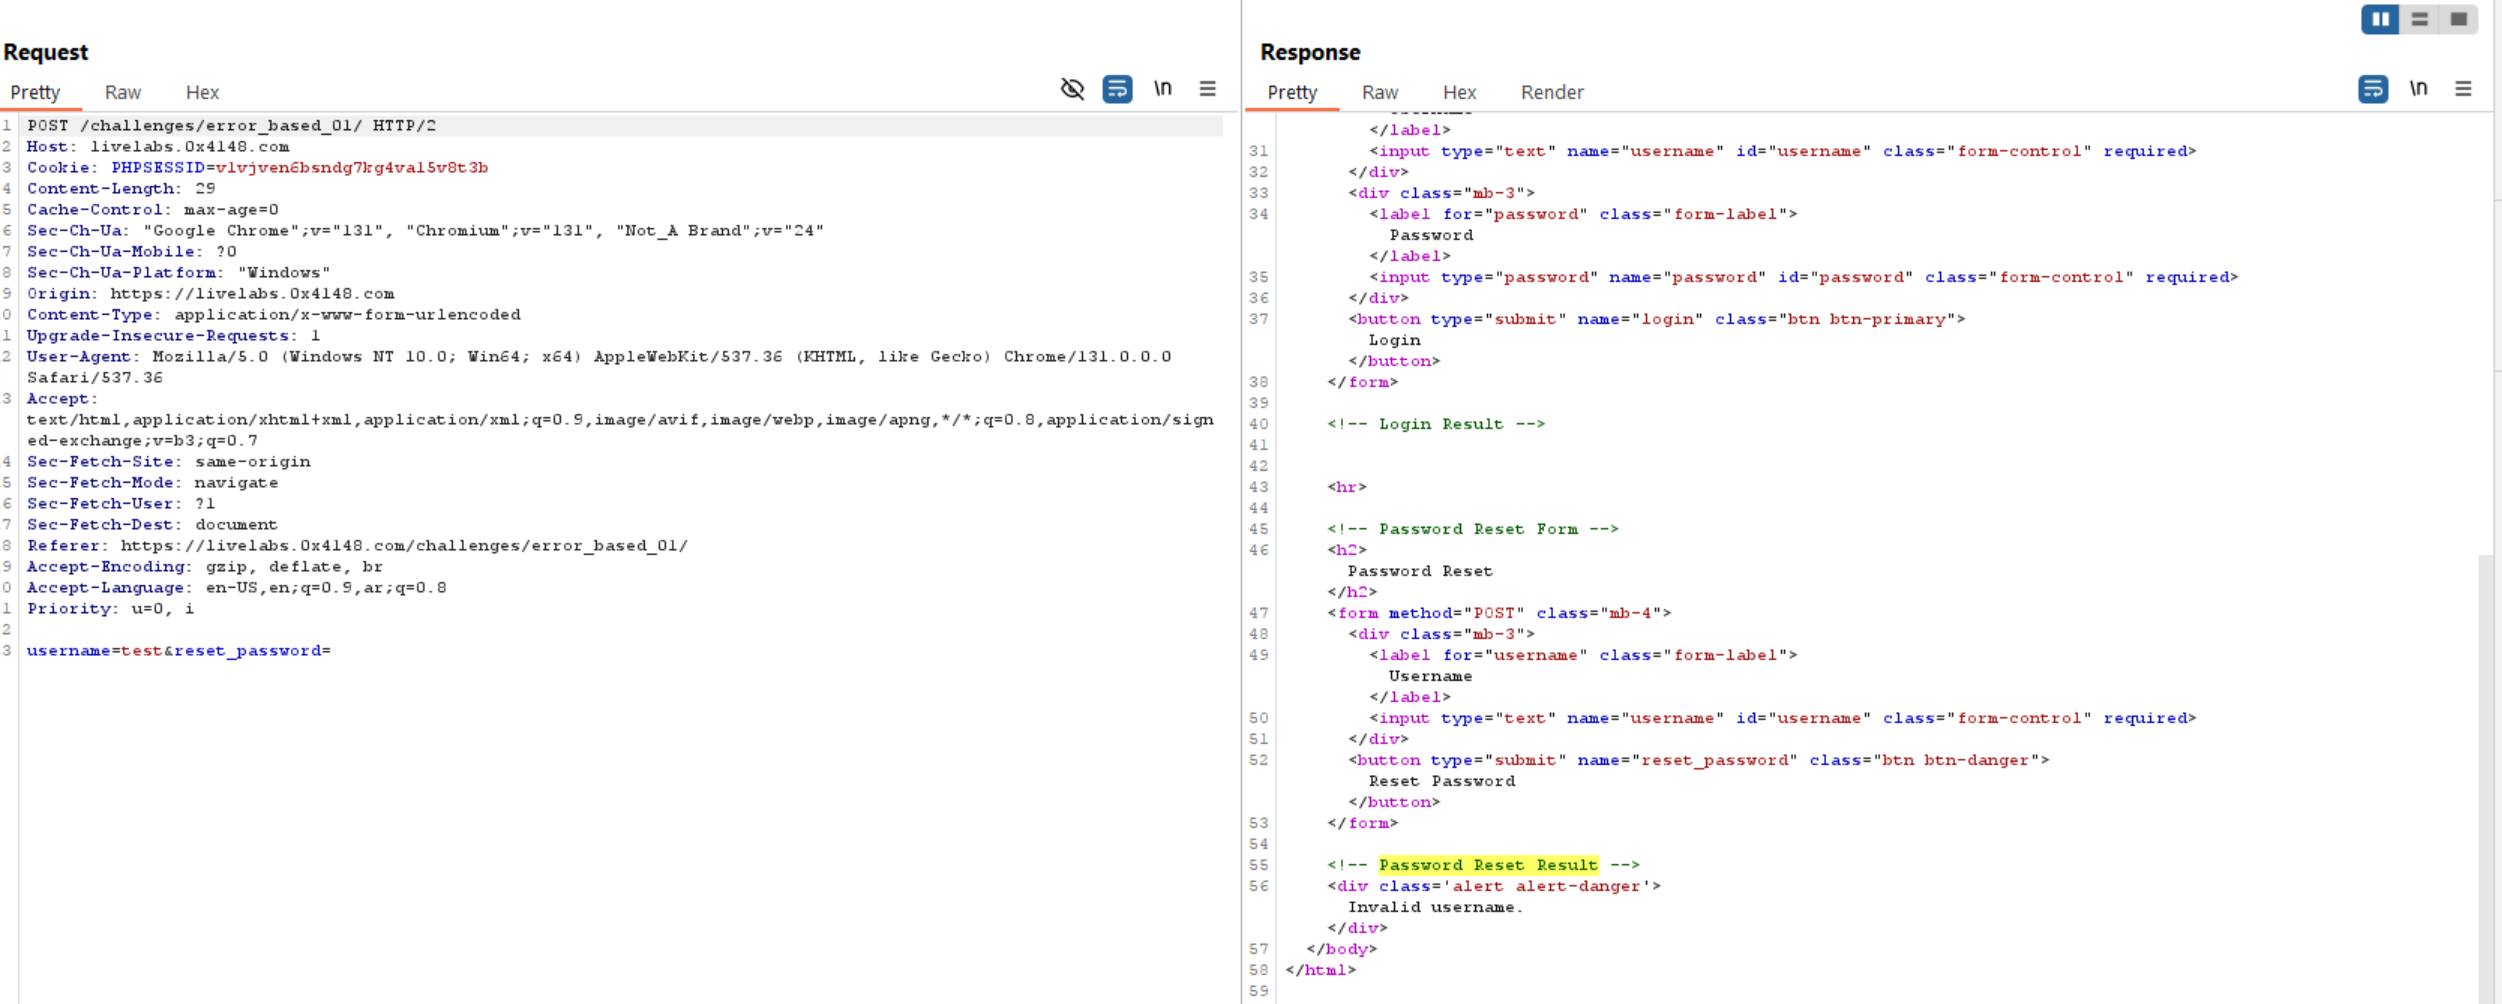 Request
Pretty Raw Hex
\n
1 POST /challenges/error_based_01/ HTTP/2
2 Host: livelabs.0x4148.com
3 Cookie: PHPSESSID=vlvjven6bsndg7kg4val5v8t3b
4 Content-Length: 29
5 Cache-Control: max-age=0
6 Sec-Ch-Ua: "Google Chrome";v="131", "Chromium";v="131", "Not_A Brand";v="24"
7 Sec-Ch-Ua-Mobile: ?0
8 Sec-Ch-Ua-Platform: "Windows"
9 Origin: https://livelabs.0x4148.com
0 Content-Type: application/x-www-form-urlencoded
1 Upgrade-Insecure-Requests: 1
2 User-Agent: Mozilla/5.0 (Windows NT 10.0; Win64; x64) AppleWebKit/537.36 (KHTML, like Gecko) Chrome/131.0.0.0
Safari/537.36
3 Accept:
text/html,application/xhtml+xml,application/xml;q=0.9,image/avif,image/webp,image/apng,*/*;q=0.8,application/sign
ed-exchange;v=b3;q=0.7
4 Sec-Fetch-Site: same-origin
5 Sec-Fetch-Mode: navigate
6 Sec-Fetch-User: ?1
7 Sec-Fetch-Dest: document
8 Referer: https://livelabs.0x4148.com/challenges/error_based_01/
9 Accept-Encoding: gzip, deflate, br
0 Accept-Language: en-US,en;q=0.9,ar;q=0.8
1 Priority: u=0, i
2
3 username=test&reset_password=
Response
Pretty Raw Hex Render
\n
</label>
31 <input type="text" name="username" id="username" class="form-control" required>
32 </div>
33 <div class="mb-3">
34 <label for="password" class="form-label">
Password
</label>
35 <input type="password" name="password" id="password" class="form-control" required>
36 </div>
37 <button type="submit" name="login" class="btn btn-primary">
Login
</button>
38 </form>
39
40 <!-- Login Result -->
41
42
43 <hr>
44
45 <!-- Password Reset Form -->
46 <h2>
Password Reset
</h2>
47 <form method="POST" class="mb-4">
48 <div class="mb-3">
49 <label for="username" class="form-label">
Username
</label>
50 <input type="text" name="username" id="username" class="form-control" required>
51 </div>
52 <button type="submit" name="reset_password" class="btn btn-danger">
Reset Password
</button>
53 </form>
54
55 <!-- Password Reset Result -->
56 <div class='alert alert-danger'>
Invalid username.
</div>
57 </body>
58 </html>
59